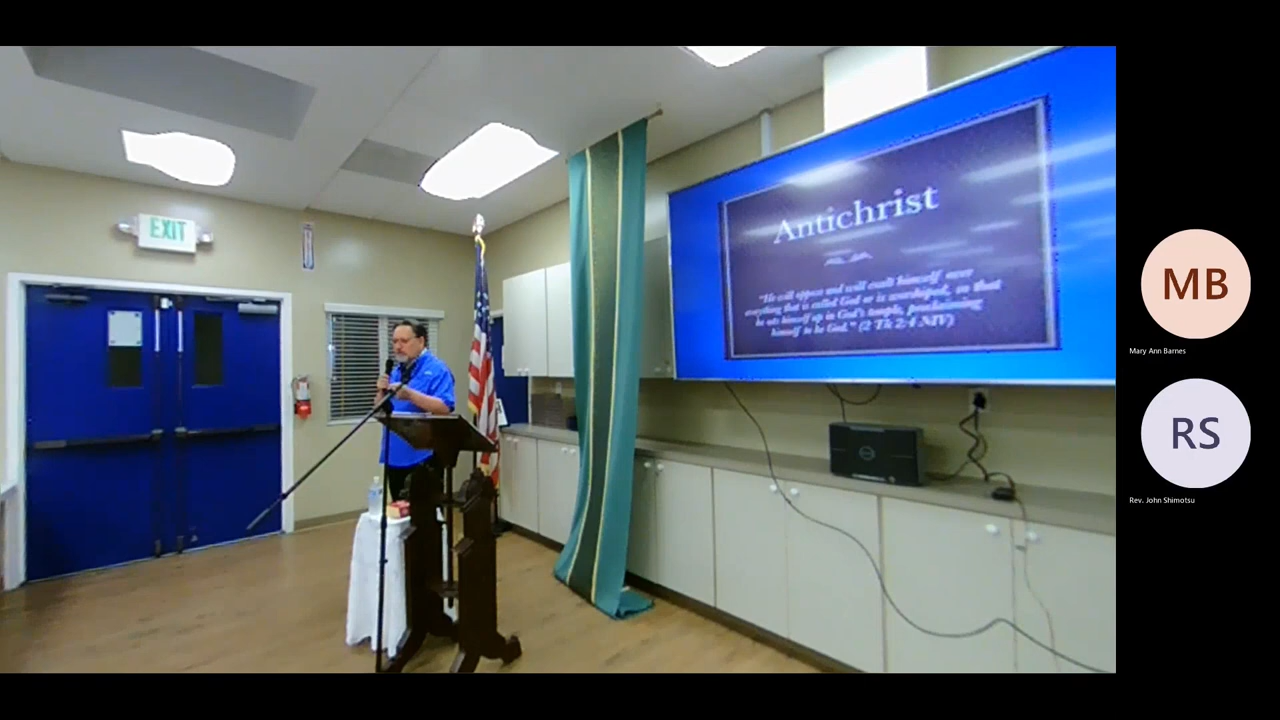 EXIT
Antichrist
"He will oppose and will exalt himself over
everything that is called God or is worshiped, so that
he sets himself up in God's temple, proclaiming
himself to be God." (2 Th 2:4 NIV)
MB
Mary Ann Barnes
RS
Rev. John Shimotsu